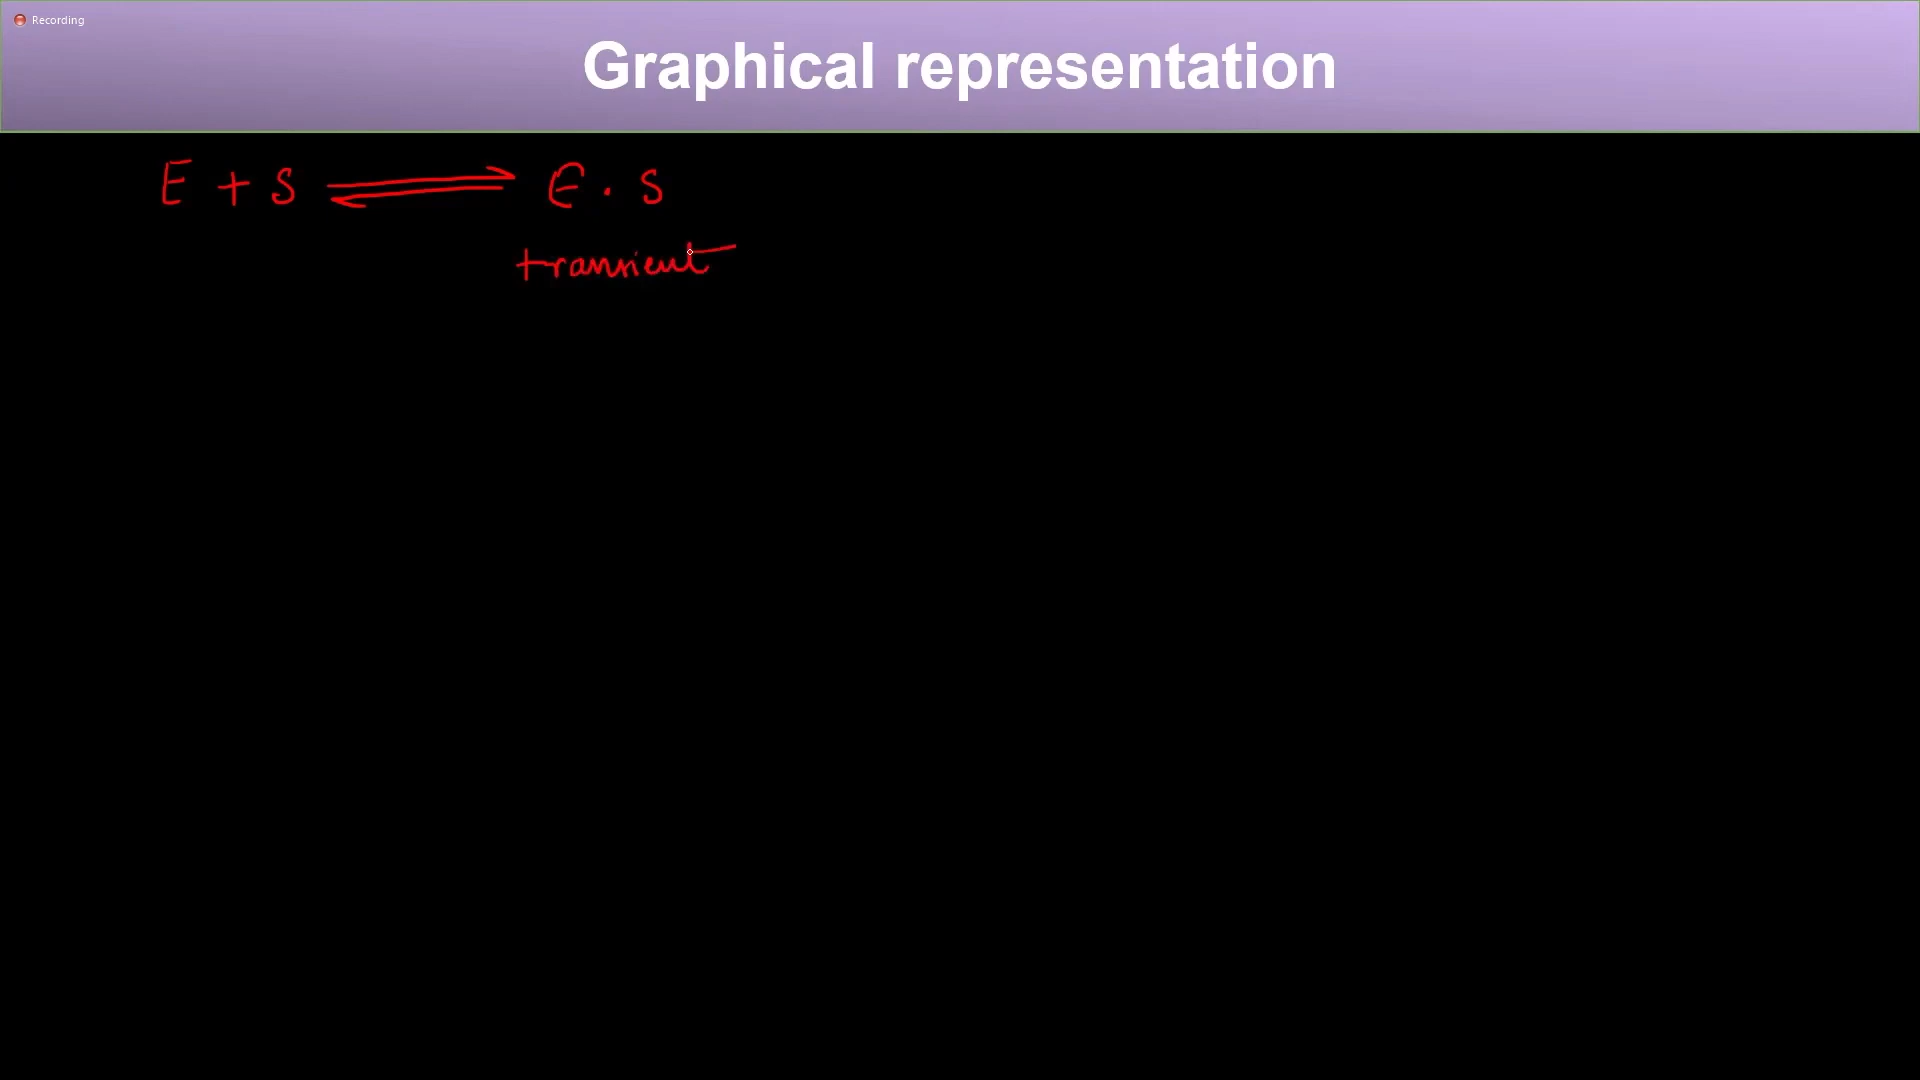 Recording
Graphical representation
E + S ⇌ E · S
transient